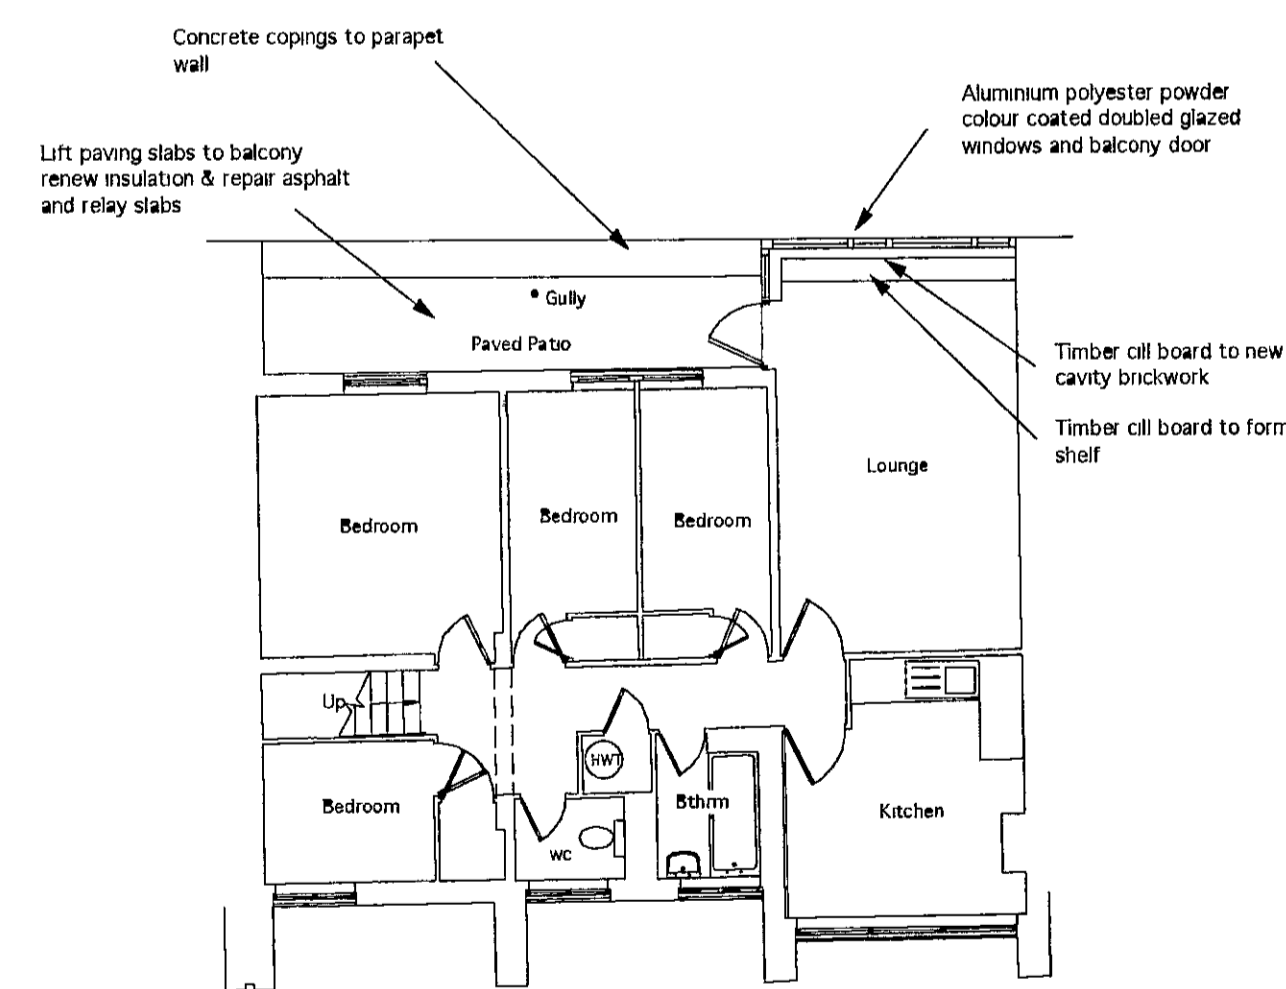 Concrete copings to parapet
wall
Aluminium polyester powder
colour coated doubled glazed
windows and balcony door
Lift paving slabs to balcony
renew insulation & repair asphalt
and relay slabs
Gully
Paved Patio
Timber cill board to new
cavity brickwork
Timber cill board to form
shelf
Lounge
Bedroom
Bedroom
Bedroom
Up
HWT
Bedroom
Bthrm
Kitchen
WC